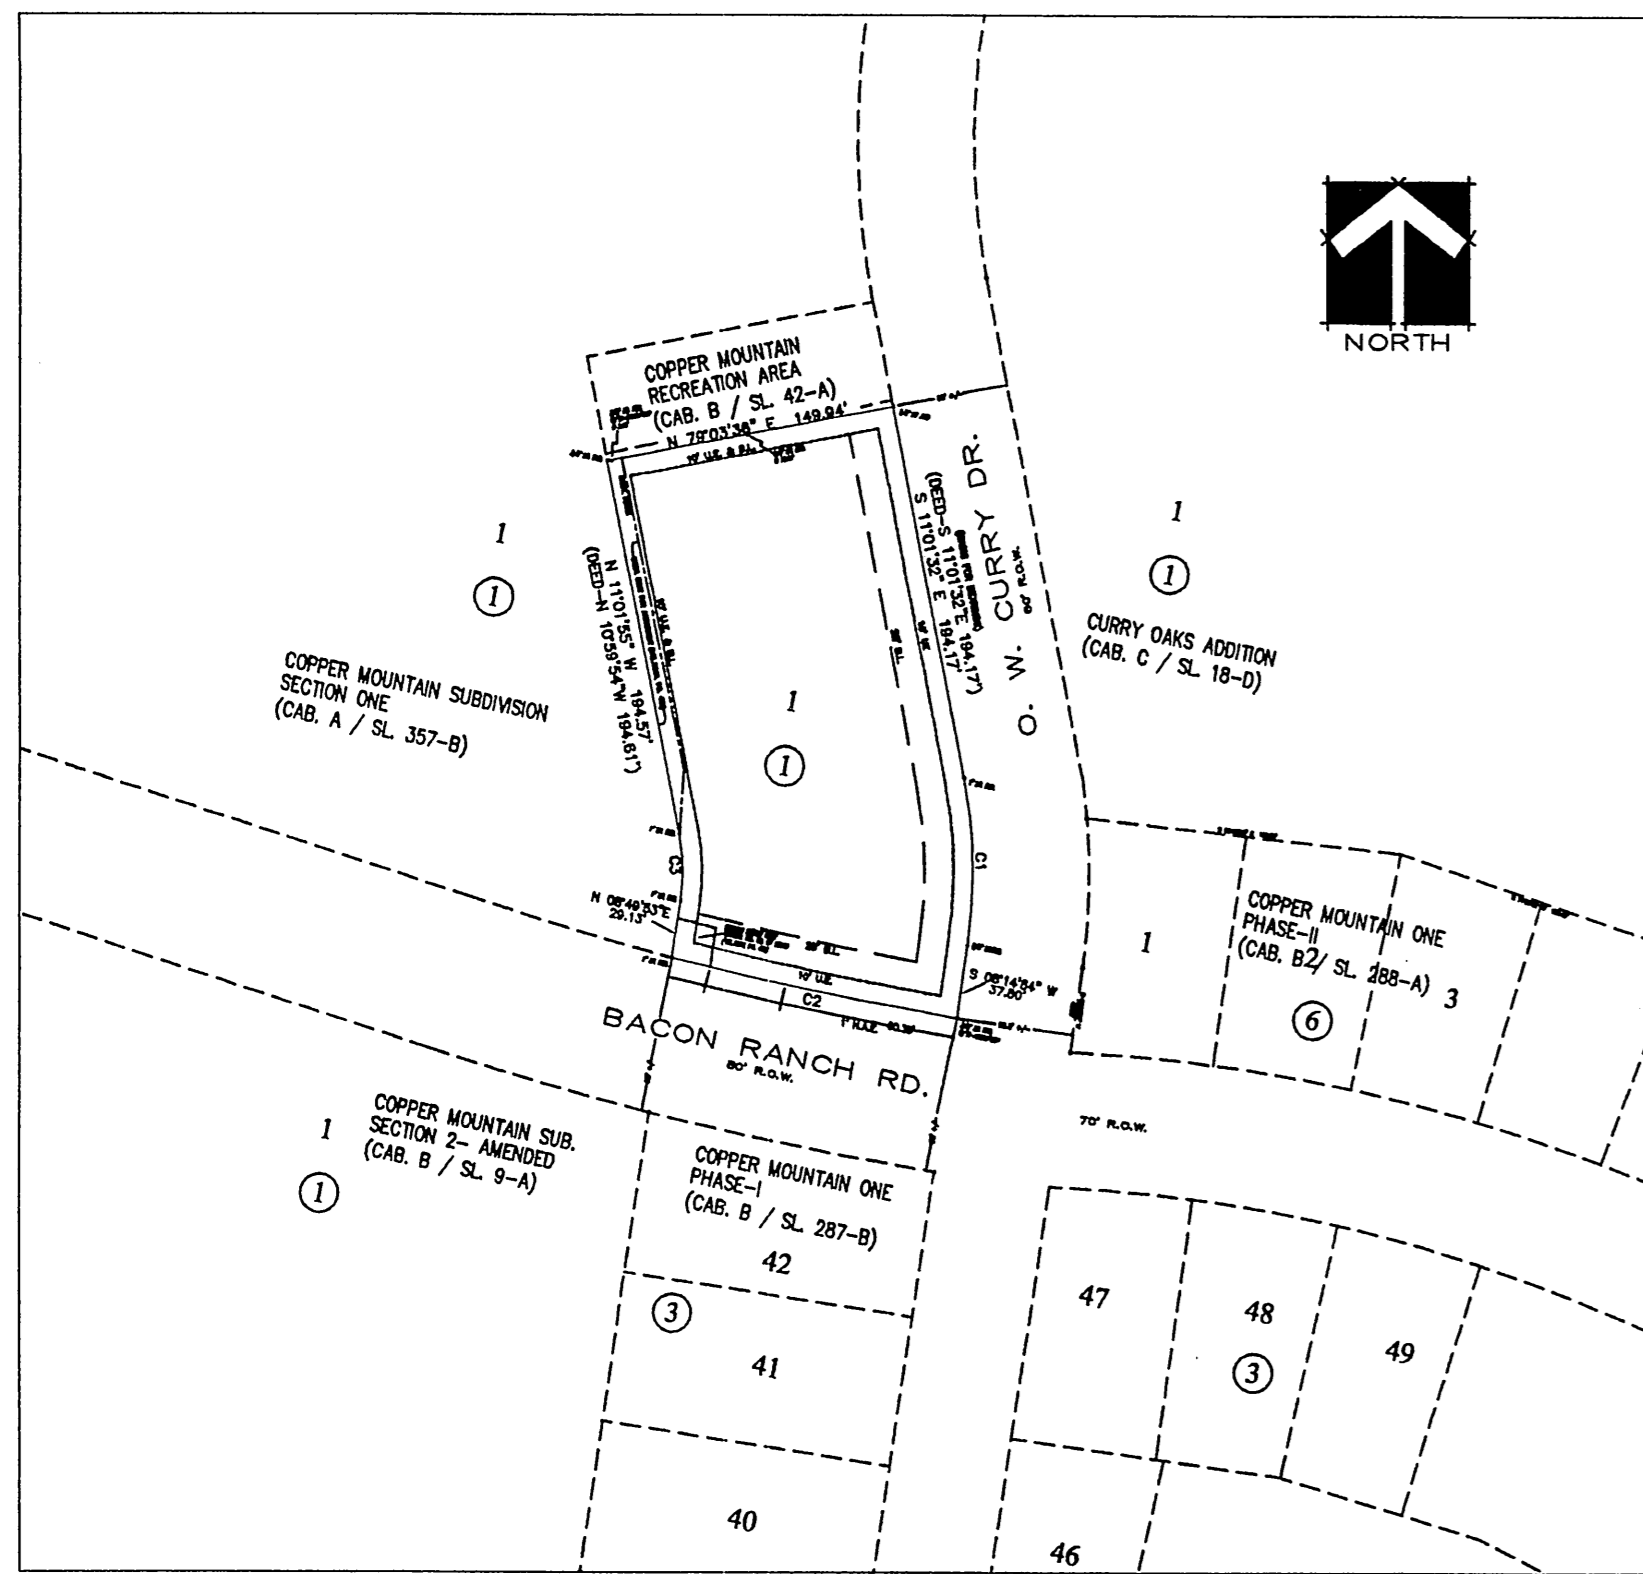 NORTH
COPPER MOUNTAIN
RECREATION AREA
(CAB. B / SL. 42-A)
N 79°03'38" E 149.94'
10' U.E. & B.L.
O. W. CURRY DR.
60' R.O.W.
(DEED-S 11°01'32"E 194.17')
S 11°01'32" E 194.17'
1
1
CURRY OAKS ADDITION
(CAB. C / SL. 18-D)
1
1
COPPER MOUNTAIN SUBDIVISION
SECTION ONE
(CAB. A / SL. 357-B)
N 11°01'55" W 194.57'
(DEED-N 10°59'54"W 194.61')
1
1
C1
C3
N 08°49'53"E
29.13'
S 08°14'84" W
37.80'
10' U.E.
C2
BACON RANCH RD.
80' R.O.W.
70' R.O.W.
1
COPPER MOUNTAIN ONE
PHASE-II
(CAB. B / SL. 288-A)
2
3
6
1
COPPER MOUNTAIN SUB.
SECTION 2- AMENDED
(CAB. B / SL. 9-A)
1
COPPER MOUNTAIN ONE
PHASE-I
(CAB. B / SL. 287-B)
42
3
41
40
47
48
3
49
46